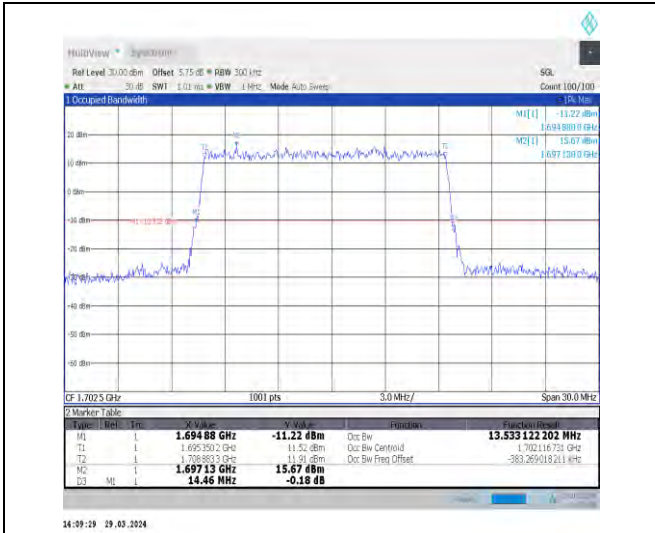 MultiView
Spectrum
Ref Level 30.00 dBm Offset 5.75 dB RBW 300 kHz
SGL
Att 30 dB SWT 1.01 ms VBW 1 MHz Mode Auto Sweep
Count 100/100
1 Occupied Bandwidth
1Pk Max
M1[1] -11.22 dBm
1.694 880 0 GHz
M2[1] 15.67 dBm
1.697 130 0 GHz
20 dBm
10 dBm
0 dBm
-10 dBm
-20 dBm
-30 dBm
-40 dBm
-50 dBm
-60 dBm
T1
M2
T2
CF 1.7025 GHz 1001 pts 3.0 MHz/ Span 30.0 MHz
2 Marker Table
Type Ref Trc X-Value Y-Value Function Function Result
M1 1 1.694 88 GHz -11.22 dBm Occ Bw 13.533 122 202 MHz
T1 1 1.695 350 2 GHz 11.52 dBm Occ Bw Centroid 1.702 116 731 GHz
T2 1 1.708 883 3 GHz 11.91 dBm Occ Bw Freq Offset -383.269 018 211 kHz
M2 1 1.697 13 GHz 15.67 dBm
D3 M1 1 14.46 MHz -0.18 dB
14:09:29 29.03.2024